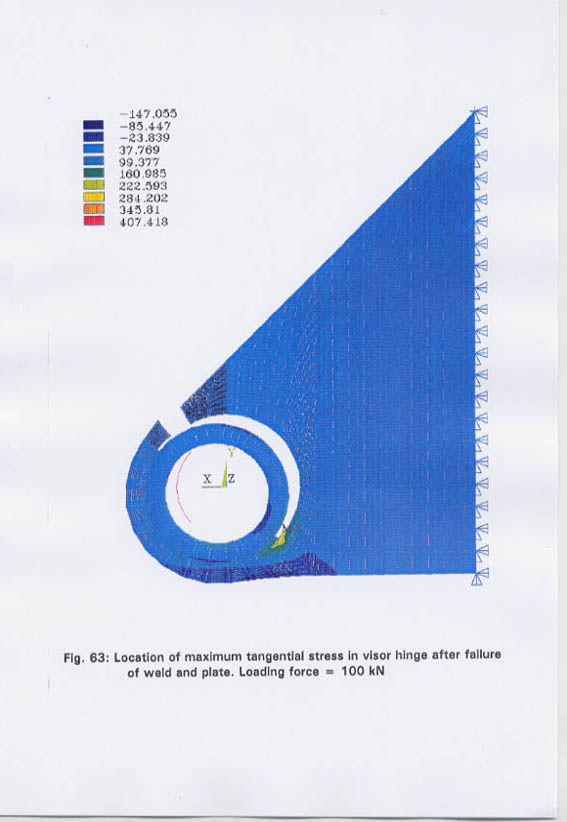 -147.055
-85.447
-23.839
37.769
99.377
160.985
222.593
284.202
345.81
407.418
Y
X Z
Fig. 63: Location of maximum tangential stress in visor hinge after failure
of weld and plate. Loading force = 100 kN